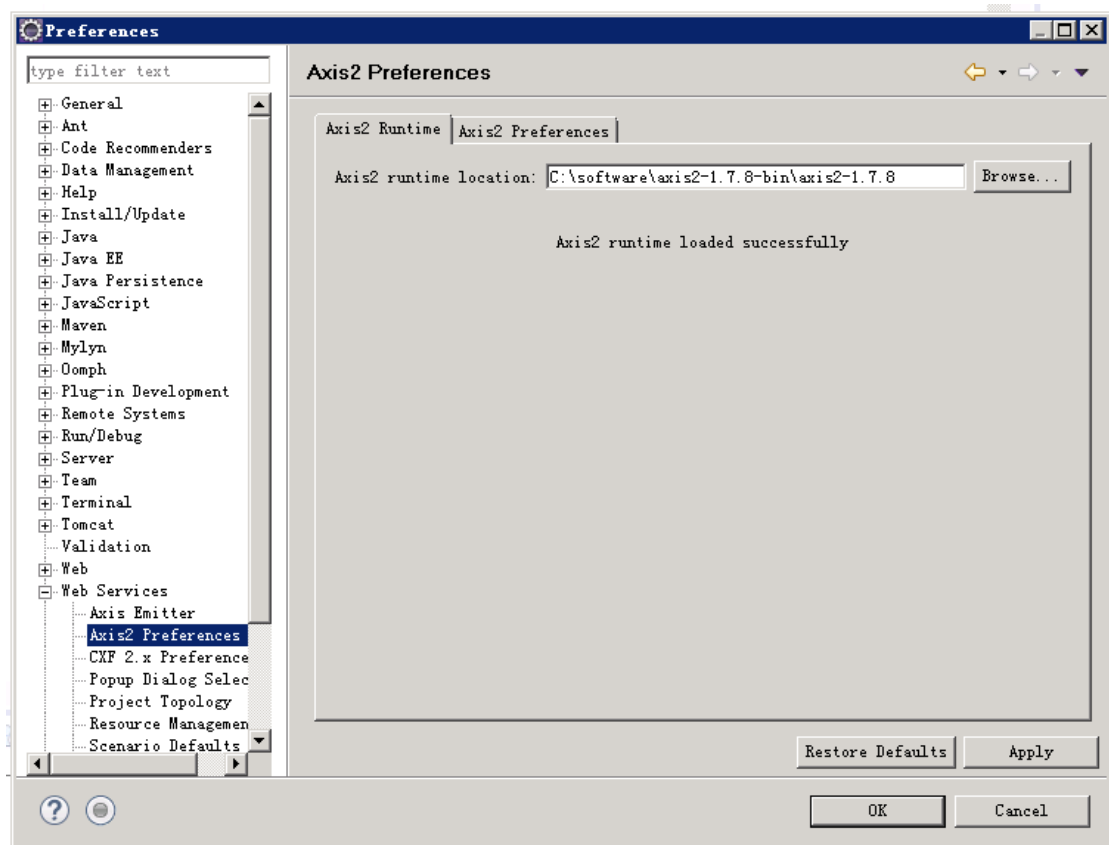 Preferences
type filter text
General
Ant
Code Recommenders
Data Management
Help
Install/Update
Java
Java EE
Java Persistence
JavaScript
Maven
Mylyn
Oomph
Plug-in Development
Remote Systems
Run/Debug
Server
Team
Terminal
Tomcat
Validation
Web
Web Services
Axis Emitter
Axis2 Preferences
CXF 2.x Preference
Popup Dialog Selec
Project Topology
Resource Managemen
Scenario Defaults
Axis2 Preferences
Axis2 Runtime Axis2 Preferences
Axis2 runtime location: C:\software\axis2-1.7.8-bin\axis2-1.7.8 Browse...
Axis2 runtime loaded successfully
Restore Defaults Apply
OK Cancel